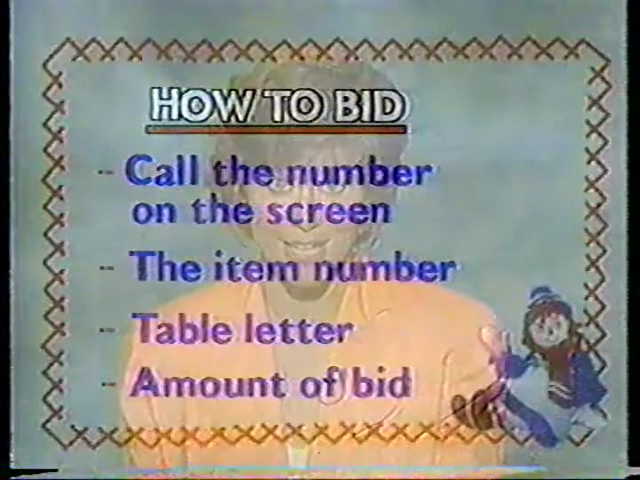 HOW TO BID
- Call the number
on the screen
- The item number
- Table letter
- Amount of bid